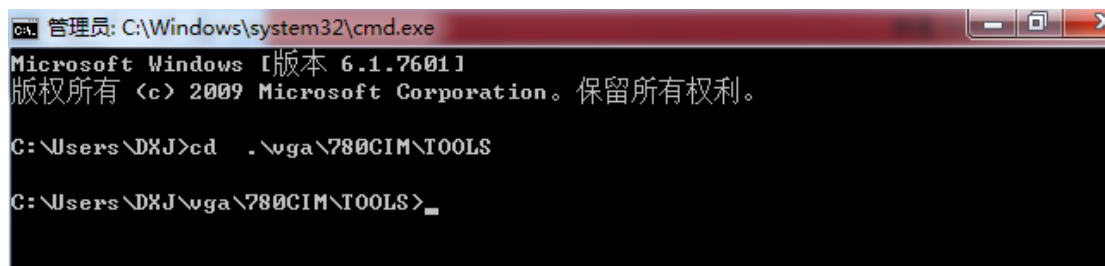 管理员: C:\Windows\system32\cmd.exe
Microsoft Windows [版本 6.1.7601]
版权所有 (c) 2009 Microsoft Corporation。保留所有权利。
C:\Users\DXJ>cd  .\vga\780CIM\TOOLS
C:\Users\DXJ\vga\780CIM\TOOLS>_